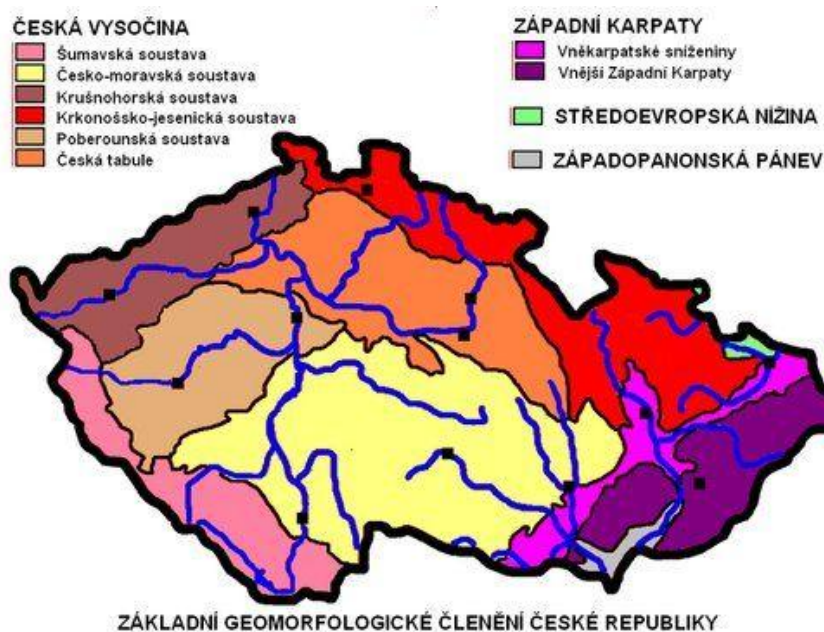 ČESKÁ VYSOČINA
Šumavská soustava
Česko-moravská soustava
Krušnohorská soustava
Krkonošsko-jesenická soustava
Poberounská soustava
Česká tabule
ZÁPADNÍ KARPATY
Vněkarpatské sníženiny
Vnější Západní Karpaty
STŘEDOEVROPSKÁ NÍŽINA
ZÁPADOPANONSKÁ PÁNEV
ZÁKLADNÍ GEOMORFOLOGICKÉ ČLENĚNÍ ČESKÉ REPUBLIKY